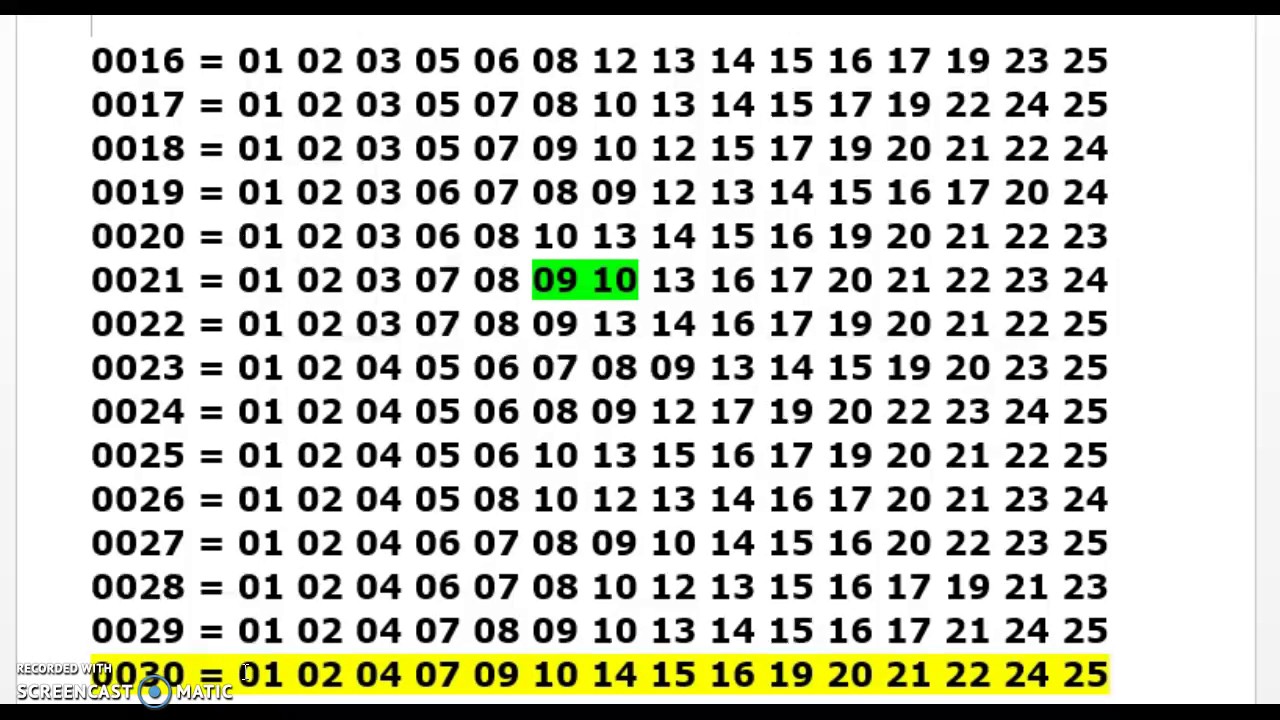 0016 = 01 02 03 05 06 08 12 13 14 15 16 17 19 23 25
0017 = 01 02 03 05 07 08 10 13 14 15 17 19 22 24 25
0018 = 01 02 03 05 07 09 10 12 15 17 19 20 21 22 24
0019 = 01 02 03 06 07 08 09 12 13 14 15 16 17 20 24
0020 = 01 02 03 06 08 10 13 14 15 16 19 20 21 22 23
0021 = 01 02 03 07 08 09 10 13 16 17 20 21 22 23 24
0022 = 01 02 03 07 08 09 13 14 16 17 19 20 21 22 25
0023 = 01 02 04 05 06 07 08 09 13 14 15 19 20 23 25
0024 = 01 02 04 05 06 08 09 12 17 19 20 22 23 24 25
0025 = 01 02 04 05 06 10 13 15 16 17 19 20 21 22 25
0026 = 01 02 04 05 08 10 12 13 14 16 17 20 21 23 24
0027 = 01 02 04 06 07 08 09 10 14 15 16 20 22 23 25
0028 = 01 02 04 06 07 08 10 12 13 15 16 17 19 21 23
0029 = 01 02 04 07 08 09 10 13 14 15 16 17 21 24 25
0030 = 01 02 04 07 09 10 14 15 16 19 20 21 22 24 25
RECORDED WITH
SCREENCAST MATIC